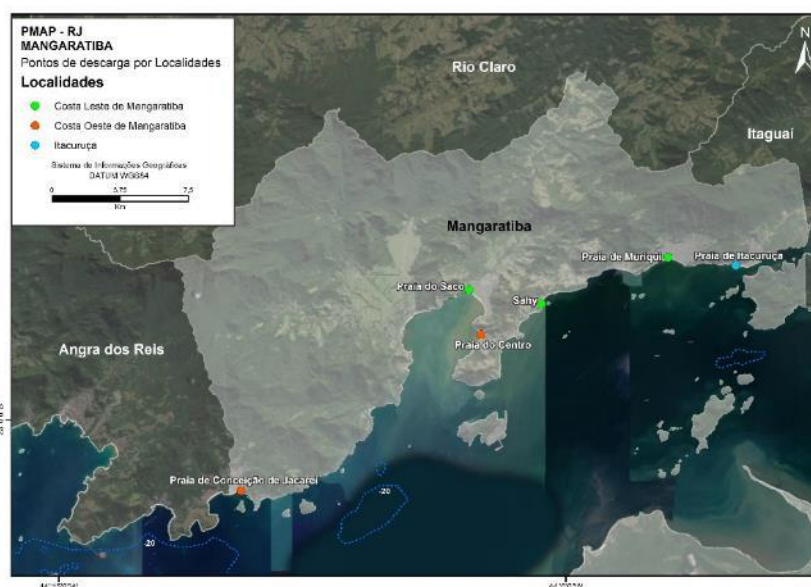 PMAP - RJ
MANGARATIBA
Pontos de descarga por Localidades
Localidades
Costa Leste de Mangaratiba
Costa Oeste de Mangaratiba
Itacuruça
Sistema de Informações Geográficas
DATUM WGS84
0 3,75 7,5
Km
N
Rio Claro
Itaguaí
Mangaratiba
Praia de Muriqui
Praia de Itacuruça
Praia do Saco
Sahy
Praia do Centro
Angra dos Reis
Praia de Conceição de Jacareí
-20
-20